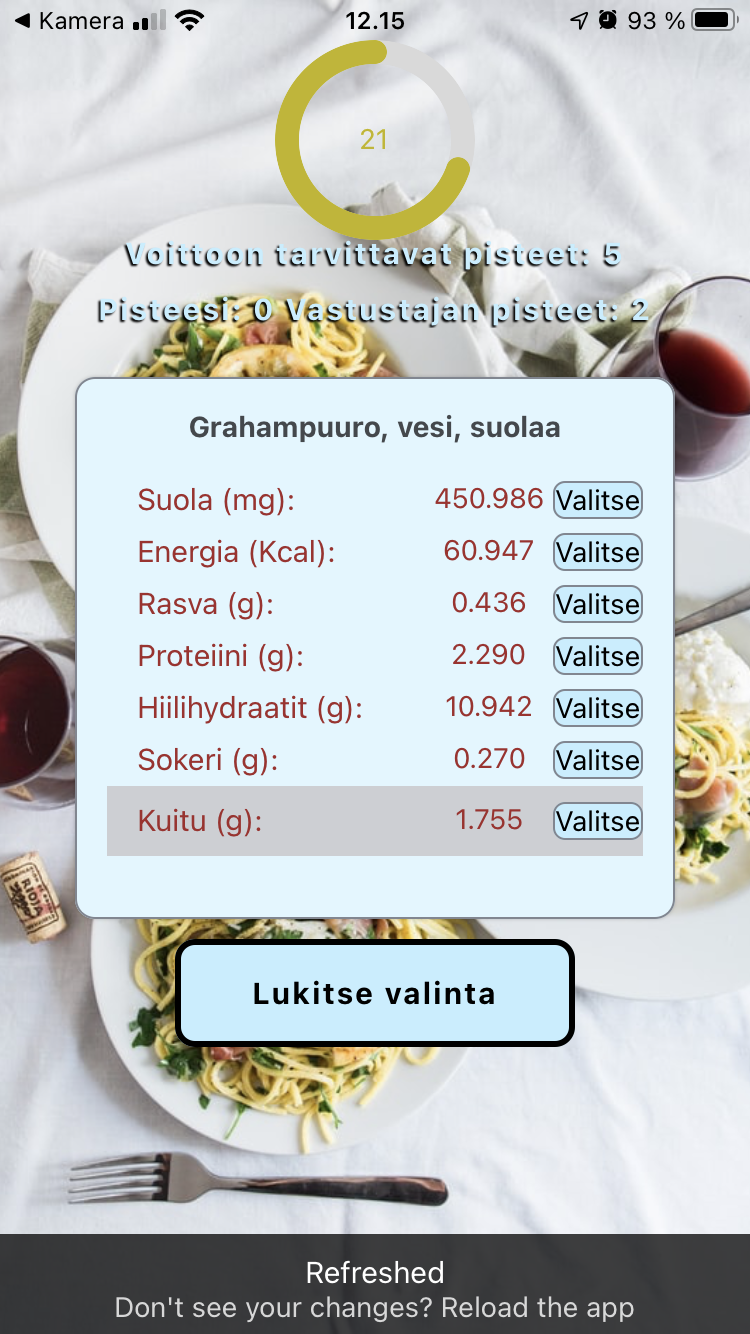 Kamera 12.15 93 %
21
Voittoon tarvittavat pisteet: 5
Pisteesi: 0 Vastustajan pisteet: 2
Grahampuuro, vesi, suolaa
Suola (mg): 450.986 Valitse
Energia (Kcal): 60.947 Valitse
Rasva (g): 0.436 Valitse
Proteiini (g): 2.290 Valitse
Hiilihydraatit (g): 10.942 Valitse
Sokeri (g): 0.270 Valitse
Kuitu (g): 1.755 Valitse
RIOJA
Lukitse valinta
Refreshed
Don't see your changes? Reload the app